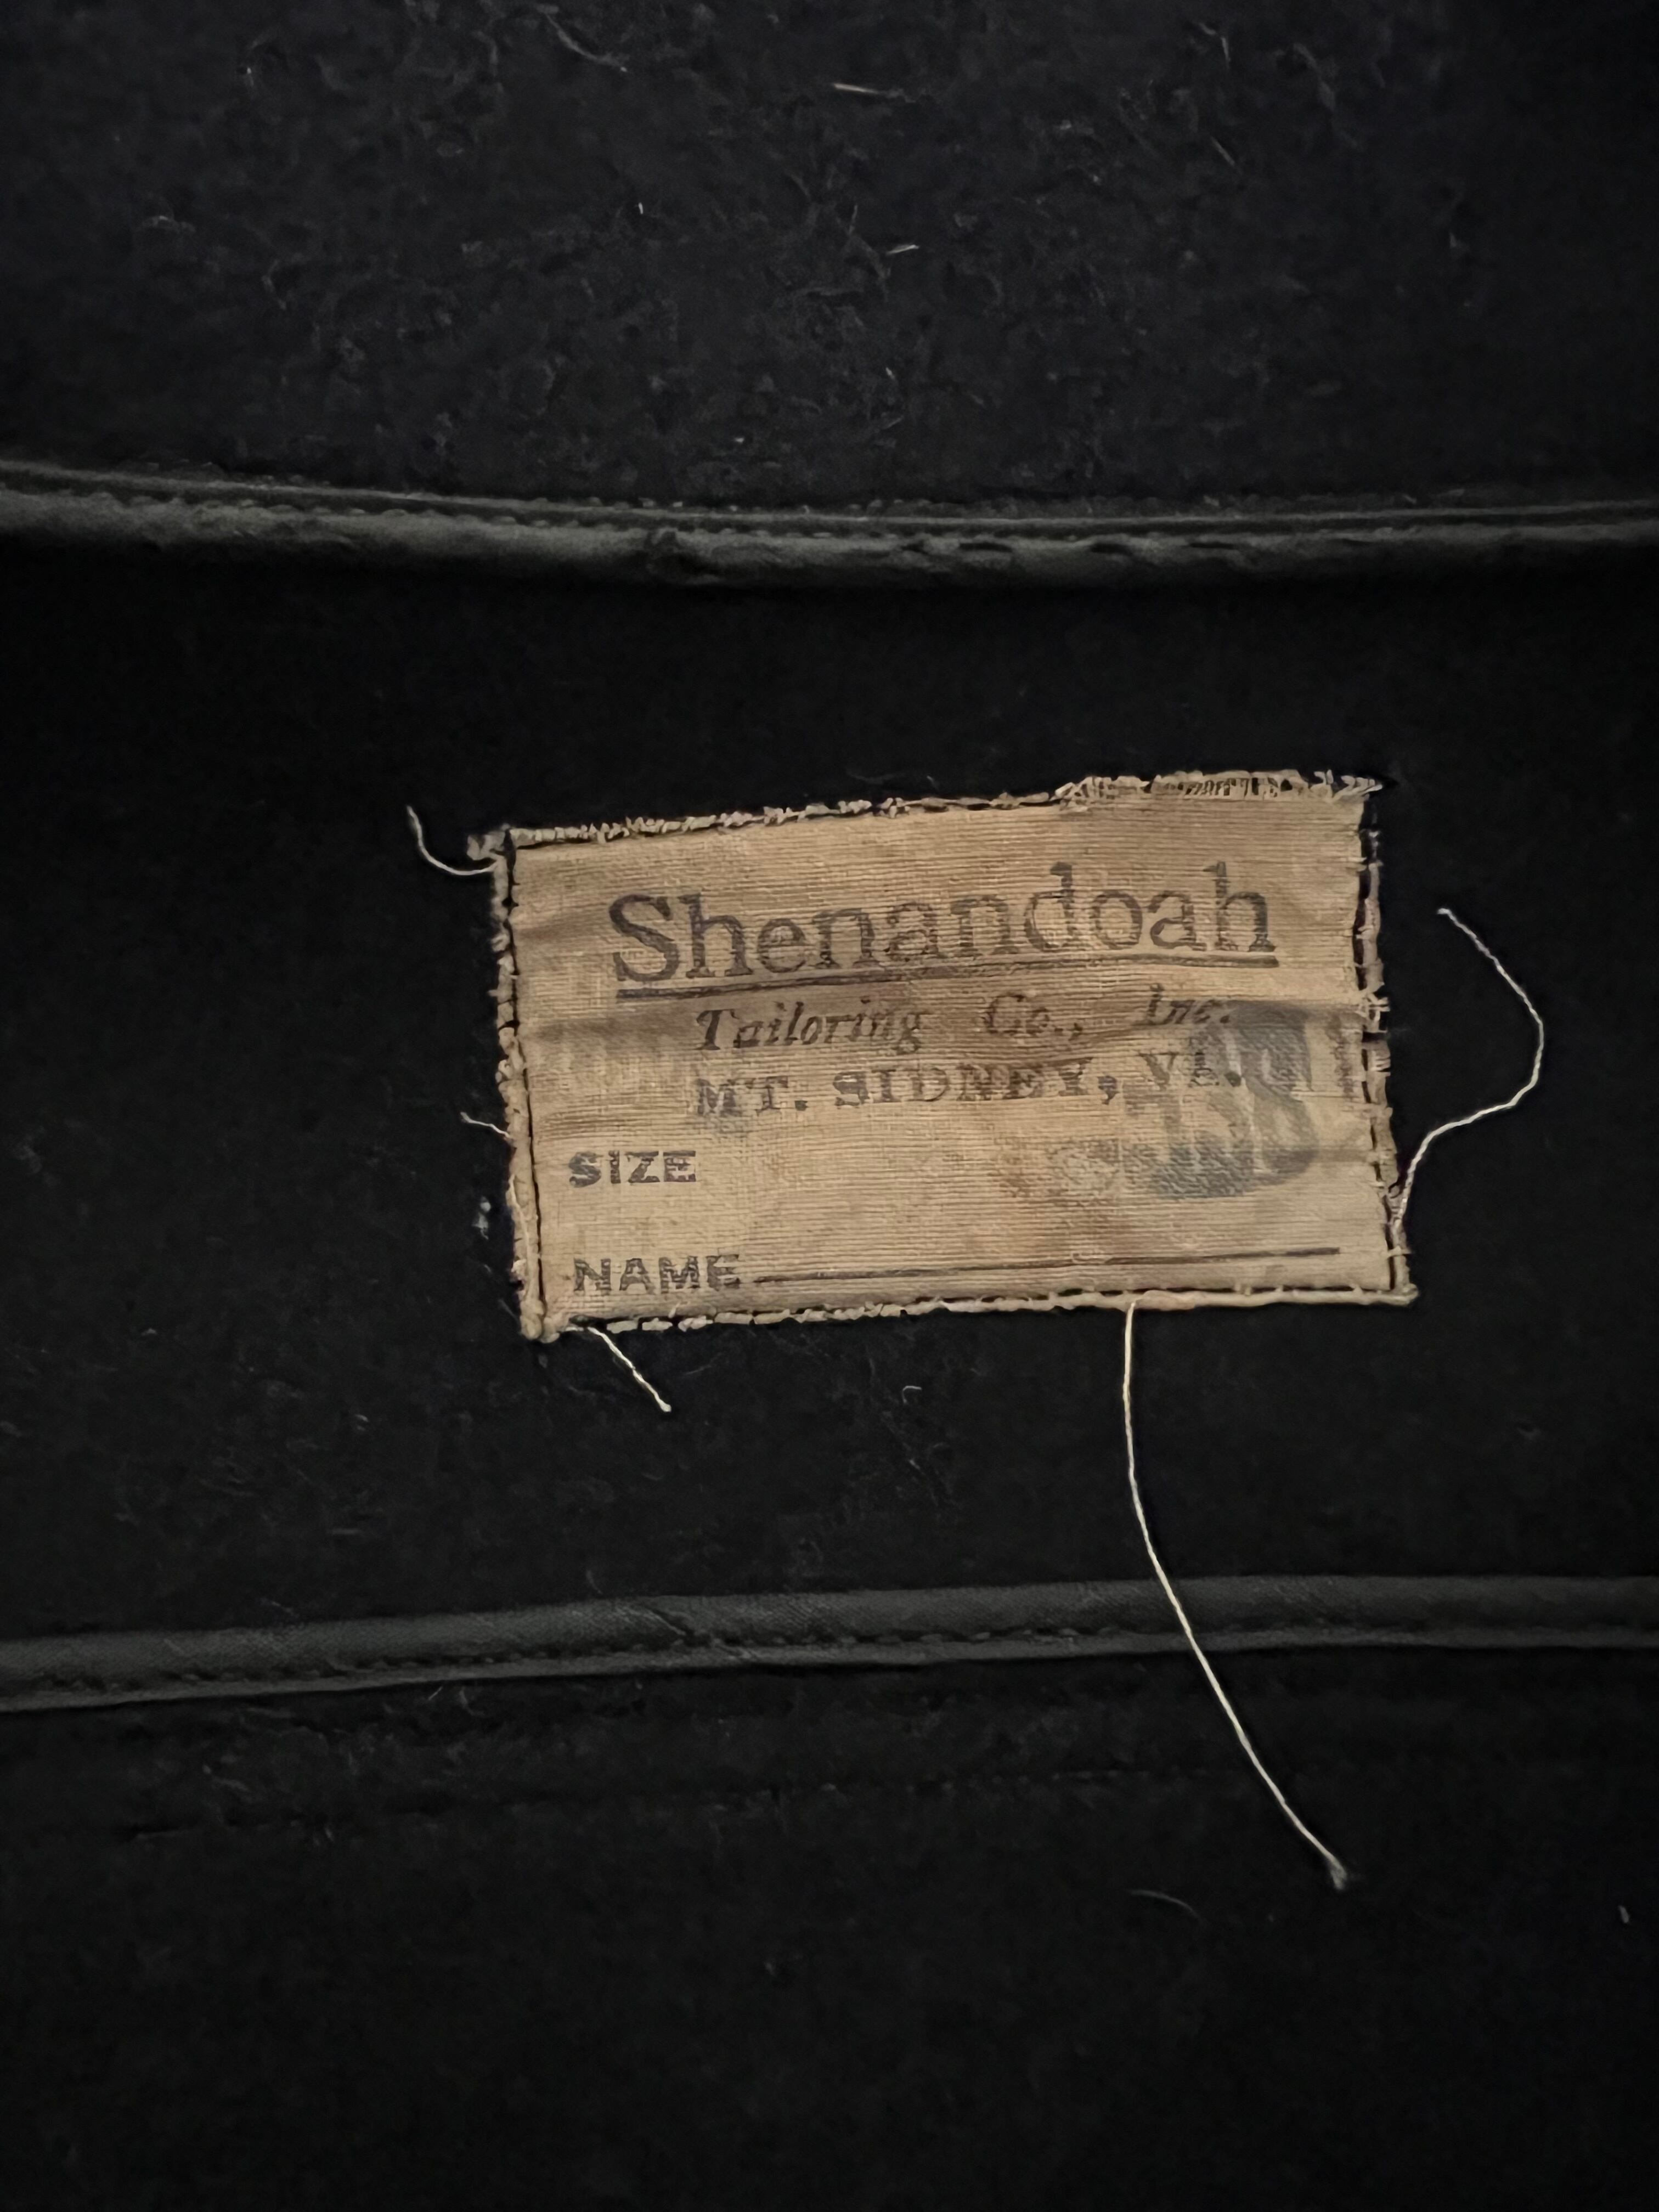 Shenandoah
Tailoring Co., Inc.
MT. SIDNEY, VA.
SIZE
NAME